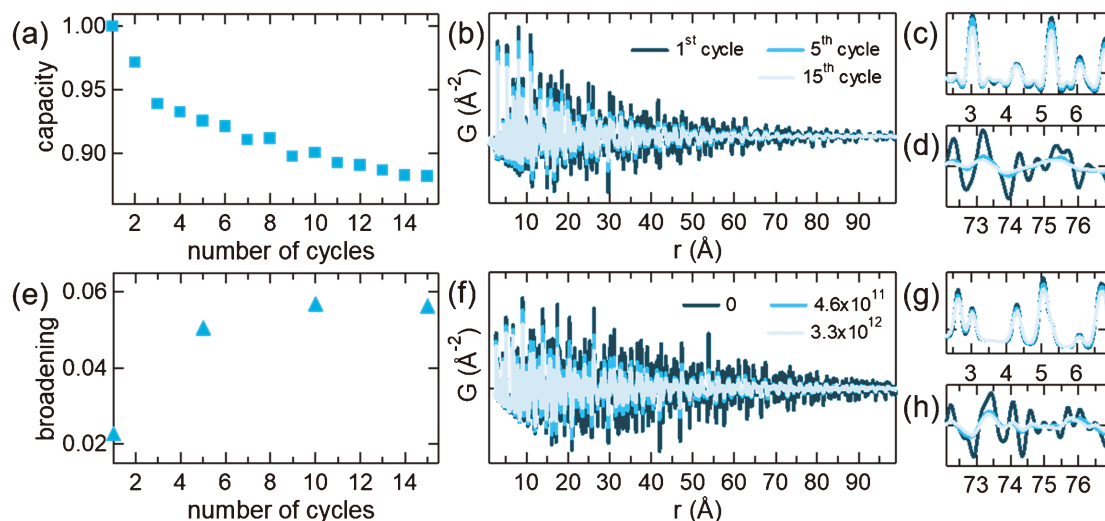 (a)
1.00
0.95
0.90
capacity
2 4 6 8 10 12 14
number of cycles
(b)
1st cycle
5th cycle
15th cycle
G (Å-2)
10 20 30 40 50 60 70 80 90
r (Å)
(c)
3 4 5 6
(d)
73 74 75 76
(e)
0.06
0.04
0.02
broadening
2 4 6 8 10 12 14
number of cycles
(f)
0
4.6x10^11
3.3x10^12
G (Å-2)
10 20 30 40 50 60 70 80 90
r (Å)
(g)
3 4 5 6
(h)
73 74 75 76